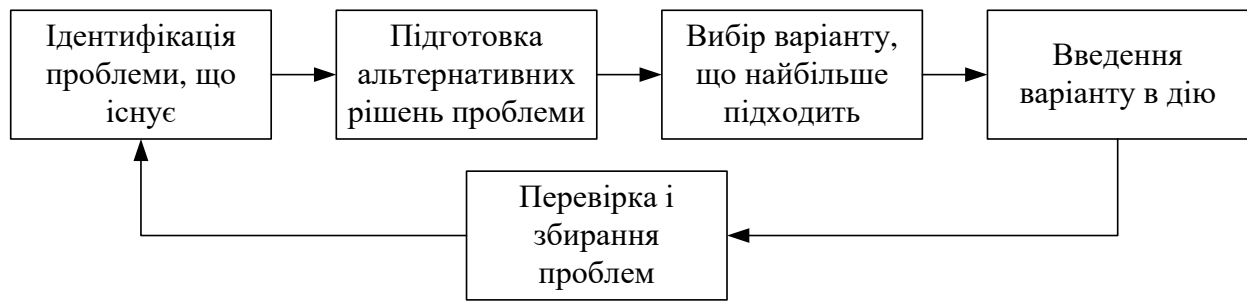 Ідентифікація
проблеми, що
існує
Підготовка
альтернативних
рішень проблеми
Вибір варіанту,
що найбільше
підходить
Введення
варіанту в дію
Перевірка і
збирання
проблем